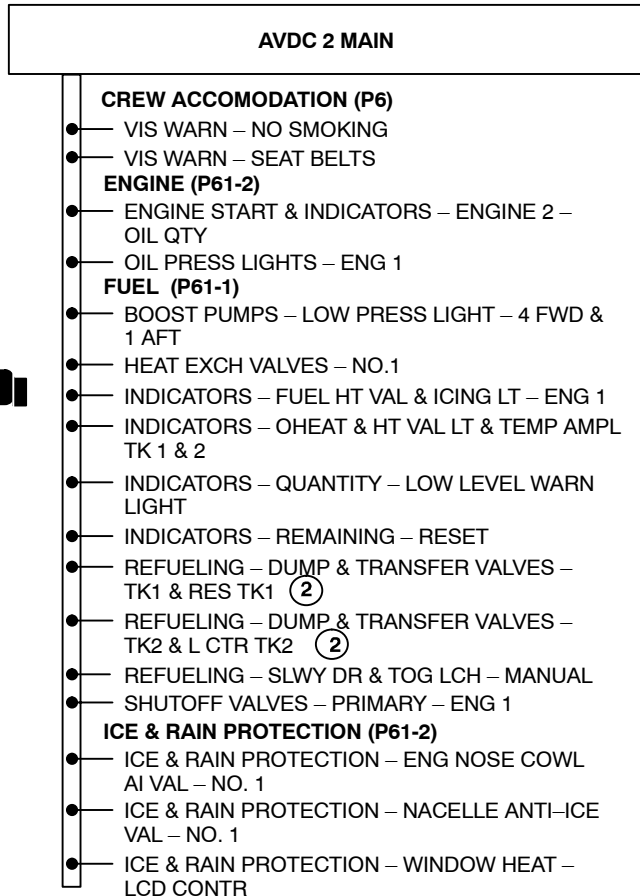 AVDC 2 MAIN
CREW ACCOMODATION (P6)
VIS WARN – NO SMOKING
VIS WARN – SEAT BELTS
ENGINE (P61-2)
ENGINE START & INDICATORS – ENGINE 2 –
OIL QTY
OIL PRESS LIGHTS – ENG 1
FUEL (P61-1)
BOOST PUMPS – LOW PRESS LIGHT – 4 FWD &
1 AFT
HEAT EXCH VALVES – NO.1
INDICATORS – FUEL HT VAL & ICING LT – ENG 1
INDICATORS – OHEAT & HT VAL LT & TEMP AMPL
TK 1 & 2
INDICATORS – QUANTITY – LOW LEVEL WARN
LIGHT
INDICATORS – REMAINING – RESET
REFUELING – DUMP & TRANSFER VALVES –
TK1 & RES TK1 2
REFUELING – DUMP & TRANSFER VALVES –
TK2 & L CTR TK2 2
REFUELING – SLWY DR & TOG LCH – MANUAL
SHUTOFF VALVES – PRIMARY – ENG 1
ICE & RAIN PROTECTION (P61-2)
ICE & RAIN PROTECTION – ENG NOSE COWL
AI VAL – NO. 1
ICE & RAIN PROTECTION – NACELLE ANTI–ICE
VAL – NO. 1
ICE & RAIN PROTECTION – WINDOW HEAT –
LCD CONTR